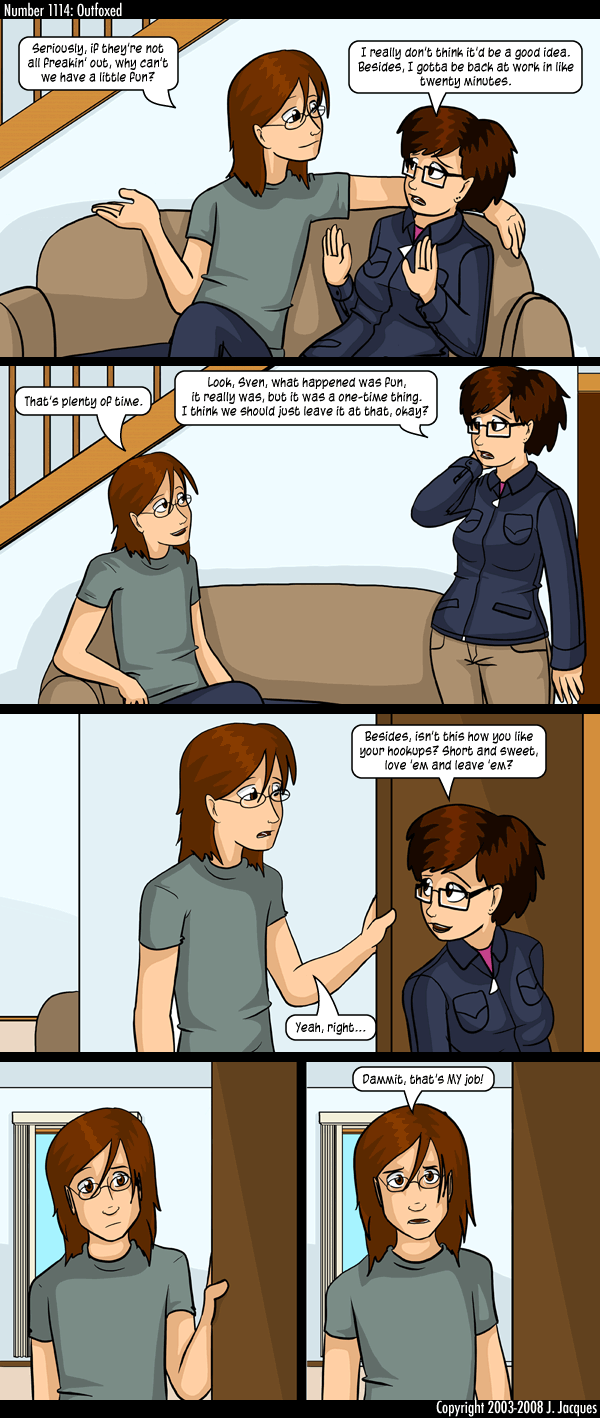 Number 1114: Outfoxed
Seriously, if they're not
all freakin' out, why can't
we have a little fun?
I really don't think it'd be a good idea.
Besides, I gotta be back at work in like
twenty minutes.
That's plenty of time.
Look, Sven, what happened was fun,
it really was, but it was a one-time thing.
I think we should just leave it at that, okay?
Besides, isn't this how you like
your hookups? Short and sweet,
love 'em and leave 'em?
Yeah, right...
Dammit, that's MY job!
Copyright 2003-2008 J. Jacques